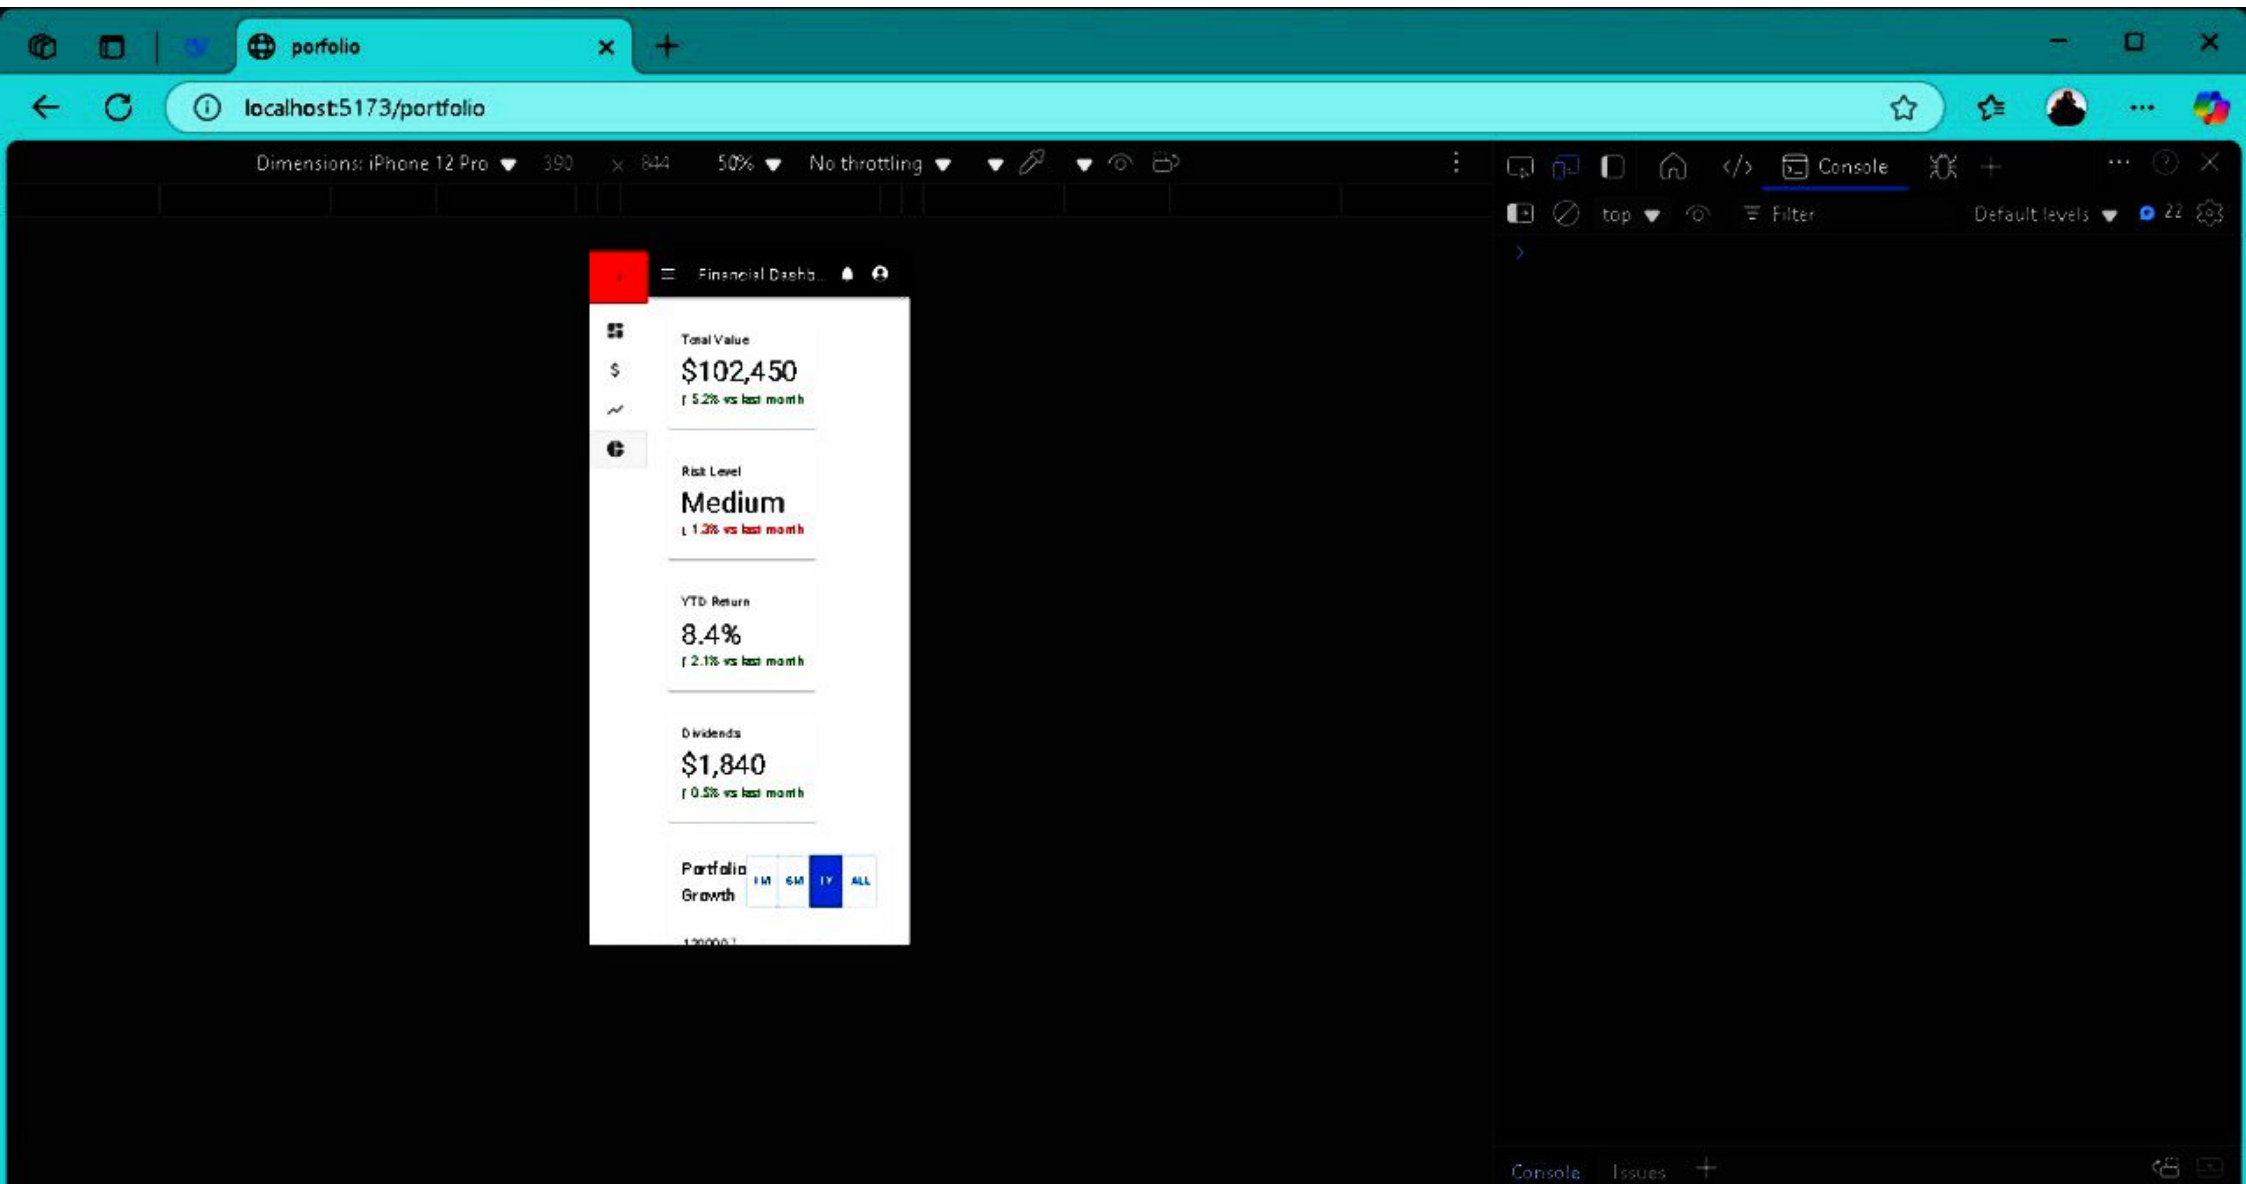 porfolio
localhost:5173/portfolio
Dimensions: iPhone 12 Pro 390 × 844 50% No throttling
Console
top Filter Default levels 22
Financial Dashb...
Total Value
$102,450
5.2% vs last month
Risk Level
Medium
1.3% vs last month
YTD Return
8.4%
2.1% vs last month
Dividends
$1,840
0.5% vs last month
Portfolio
Growth
1M 6M 1Y ALL
Console Issues